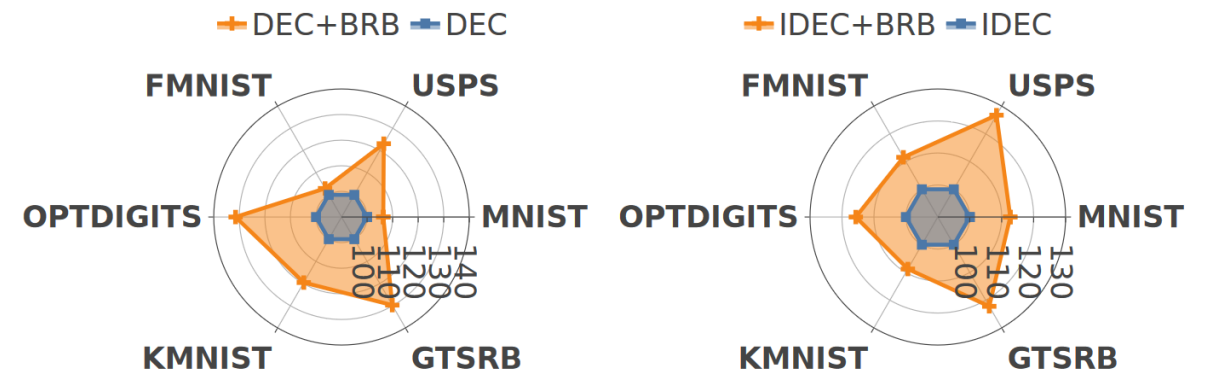 DEC+BRB DEC
FMNIST USPS
OPTDIGITS MNIST
100 110 120 130 140
KMNIST GTSRB
IDEC+BRB IDEC
FMNIST USPS
OPTDIGITS MNIST
100 110 120 130
KMNIST GTSRB